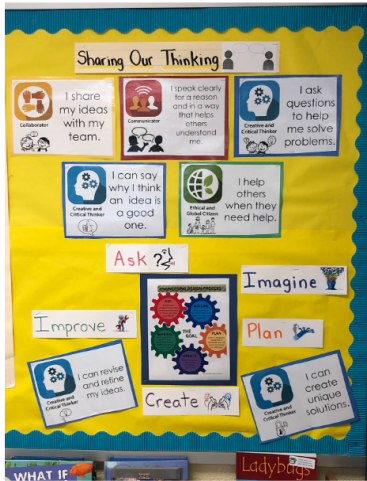 Sharing Our Thinking
I share
my ideas
with my
team.
Collaborator
I speak clearly
for a reason
and in a way
that helps
others
understand
me.
Communicator
I ask
questions
to help
me solve
problems.
Creative and
Critical Thinker
I can say
why I think
an idea is
a good
one.
Creative and
Critical Thinker
I help
others
when they
need help.
Ethical and
Global Citizen
Ask ?
Imagine
Improve
THE
GOAL
PLAN
Plan
I can revise
and refine
my ideas.
Creative and
Critical Thinker
Create
I can
create
unique
solutions.
Creative and
Critical Thinker
WHAT IF
Ladybugs